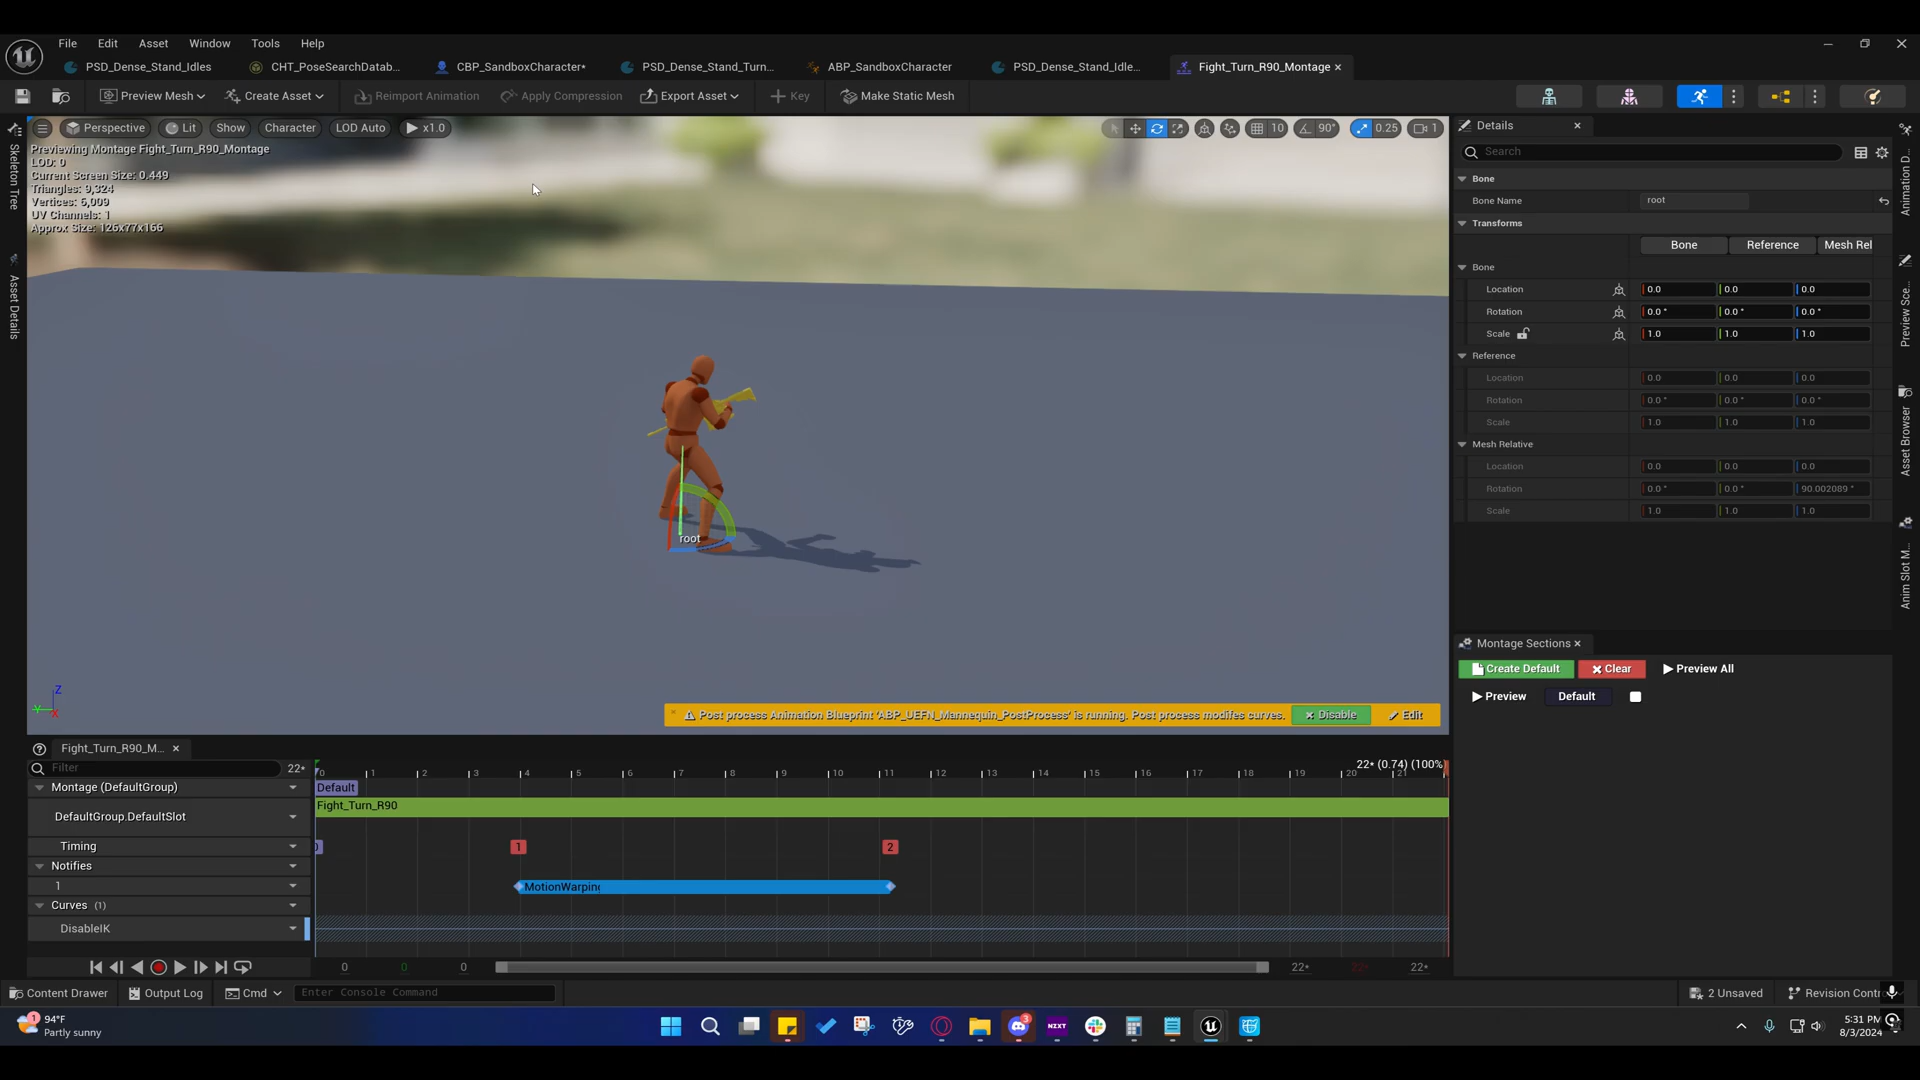 File Edit Asset Window Tools Help
PSD_Dense_Stand_Idles CHT_PoseSearchDatab... CBP_SandboxCharacter* PSD_Dense_Stand_Turn... ABP_SandboxCharacter PSD_Dense_Stand_Idle... Fight_Turn_R90_Montage
Preview Mesh Create Asset Reimport Animation Apply Compression Export Asset Key Make Static Mesh
Perspective Lit Show Character LOD Auto x1.0 10 90° 0.25 1
Previewing Montage Fight_Turn_R90_Montage
LOD: 0
Current Screen Size: 0.449
Triangles: 9,324
Vertices: 6,009
UV Channels: 1
Approx Size: 126x77x166
Skeleton Tree
Asset Details
root
Z
Y
X
Post process Animation Blueprint 'ABP_UEFN_Mannequin_PostProcess' is running. Post process modifes curves. Disable Edit
Details
Search
Bone
Bone Name root
Transforms
Bone Reference Mesh Rel
Bone
Location 0.0 0.0 0.0
Rotation 0.0 ° 0.0 ° 0.0 °
Scale 1.0 1.0 1.0
Reference
Location 0.0 0.0 0.0
Rotation 0.0 ° 0.0 ° 0.0 °
Scale 1.0 1.0 1.0
Mesh Relative
Location 0.0 0.0 0.0
Rotation 0.0 ° 0.0 ° 90.002089 °
Scale 1.0 1.0 1.0
Animation D...
Preview Sce...
Asset Browser
Anim Slot M...
Montage Sections
Create Default Clear Preview All
Preview Default
Fight_Turn_R90_M...
Filter 22*
0 1 2 3 4 5 6 7 8 9 10 11 12 13 14 15 16 17 18 19 20 21
22* (0.74) (100%)
Montage (DefaultGroup) Default
Fight_Turn_R90
DefaultGroup.DefaultSlot
Timing 1 2
Notifies
1 MotionWarping
Curves (1)
DisableIK
0 0 0 22* 22* 22*
Content Drawer Output Log Cmd Enter Console Command 2 Unsaved Revision Contr
1 94°F
Partly sunny
3
NZXT
5:31 PM
8/3/2024